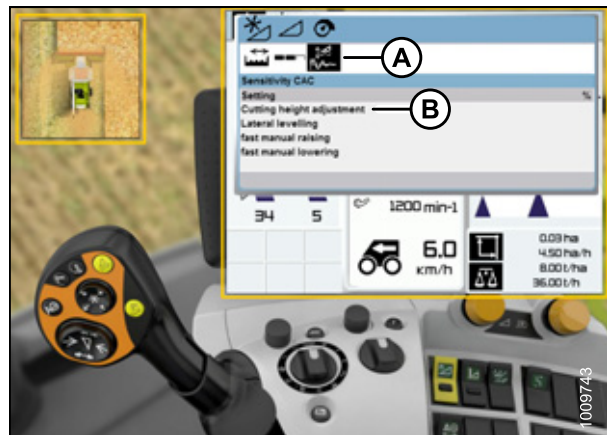 A
Sensitivity CAC
Setting %
Cutting height adjustment
B
Lateral levelling
fast manual raising
fast manual lowering
34 5
1200 min-1
6.0
km/h
0.03 ha
4.50 ha/h
8.00 t/ha
36.00 t/h
S
1009743